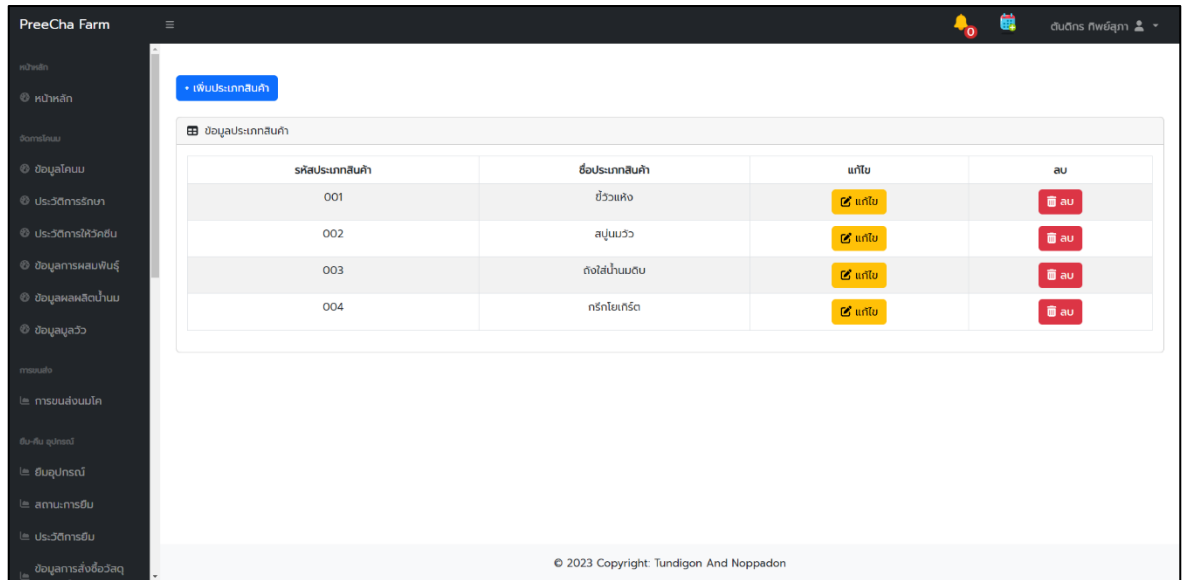 PreeCha Farm
0
ตันติกร ทิพย์สุภา
หน้าหลัก
หน้าหลัก
จัดการโคนม
ข้อมูลโคนม
ประวัติการรักษา
ประวัติการให้วัคซีน
ข้อมูลการผสมพันธุ์
ข้อมูลผลผลิตน้ำนม
ข้อมูลมูลวัว
การขนส่ง
การขนส่งนมโค
ยืม-คืน อุปกรณ์
ยืมอุปกรณ์
สถานะการยืม
ประวัติการยืม
ข้อมูลการสั่งซื้อวัสดุ
+ เพิ่มประเภทสินค้า
ข้อมูลประเภทสินค้า
รหัสประเภทสินค้า ชื่อประเภทสินค้า แก้ไข ลบ
001 ขี้วัวแห้ง แก้ไข ลบ
002 สบู่นมวัว แก้ไข ลบ
003 ถังใส่น้ำนมดิบ แก้ไข ลบ
004 กรีกโยเกิร์ต แก้ไข ลบ
© 2023 Copyright: Tundigon And Noppadon